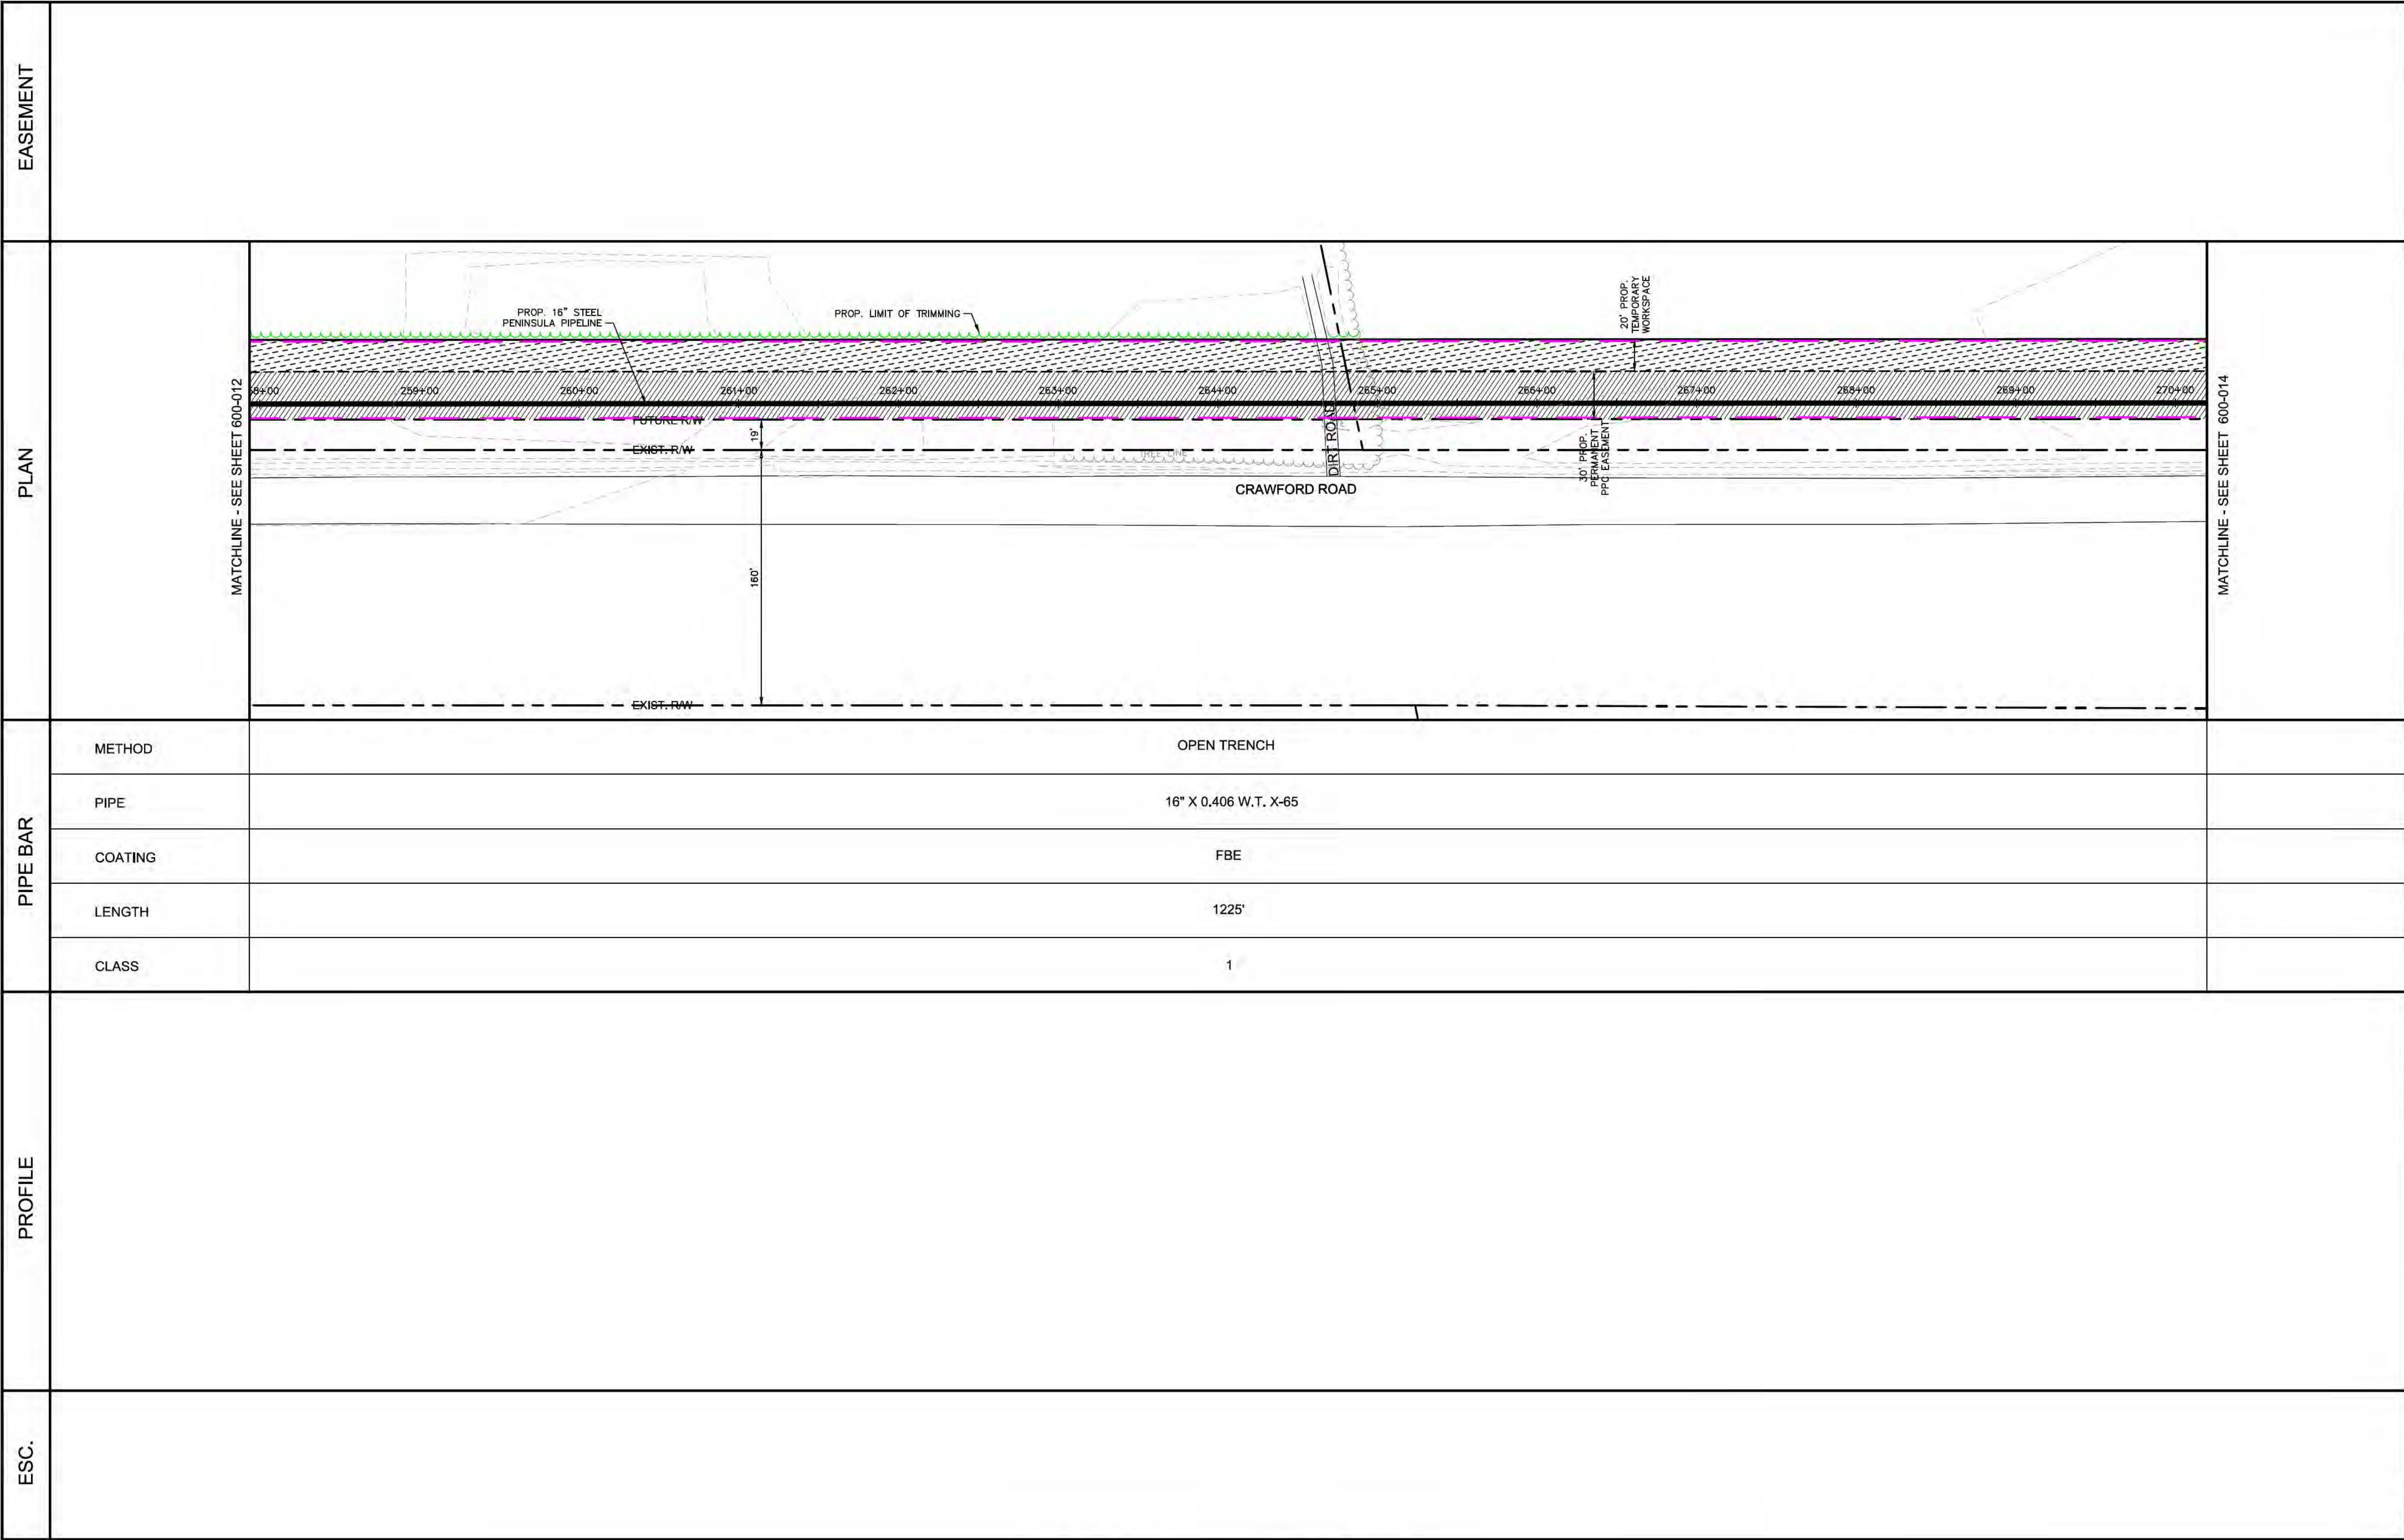 EASEMENT
PLAN
MATCHLINE - SEE SHEET 600-012
PROP. 16" STEEL
PENINSULA PIPELINE
PROP. LIMIT OF TRIMMING
20' PROP.
TEMPORARY
WORKSPACE
8+00 259+00 260+00 261+00 262+00 263+00 264+00 265+00 266+00 267+00 268+00 269+00 270+00
FUTURE R/W
19'
EXIST. R/W
TREE LINE
DIRT ROAD
30' PROP.
PERMANENT
PPC EASEMENT
CRAWFORD ROAD
160'
EXIST. R/W
MATCHLINE - SEE SHEET 600-014
PIPE BAR
METHOD OPEN TRENCH
PIPE 16" X 0.406 W.T. X-65
COATING FBE
LENGTH 1225'
CLASS 1
PROFILE
ESC.